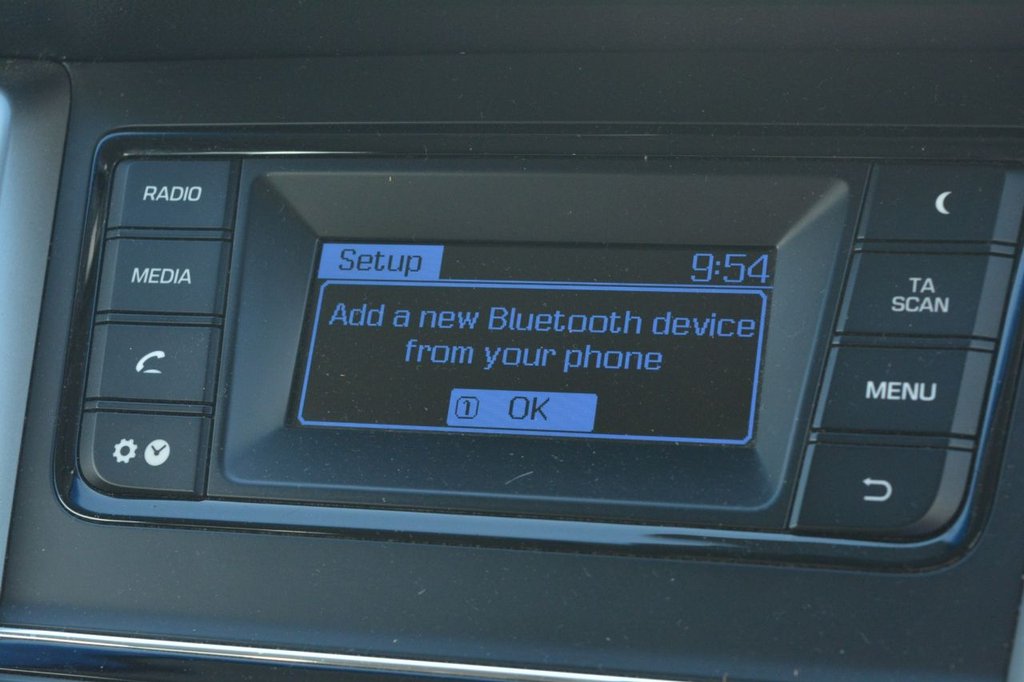 RADIO
MEDIA
Setup
9:54
Add a new Bluetooth device
from your phone
1 OK
TA
SCAN
MENU